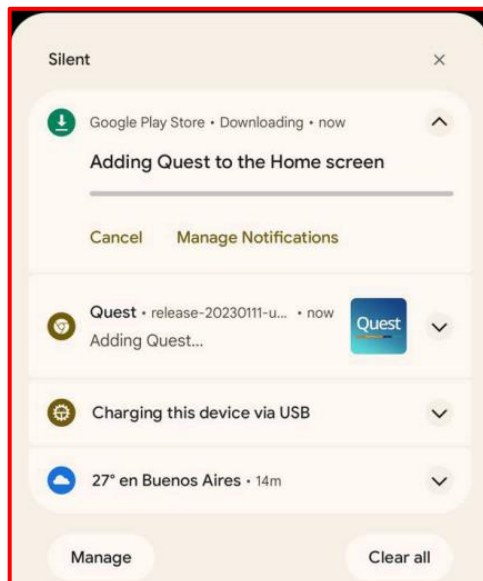 Silent
Google Play Store • Downloading • now
Adding Quest to the Home screen
Cancel Manage Notifications
Quest • release-20230111-u... • now
Adding Quest...
Quest
Charging this device via USB
27° en Buenos Aires • 14m
Manage Clear all